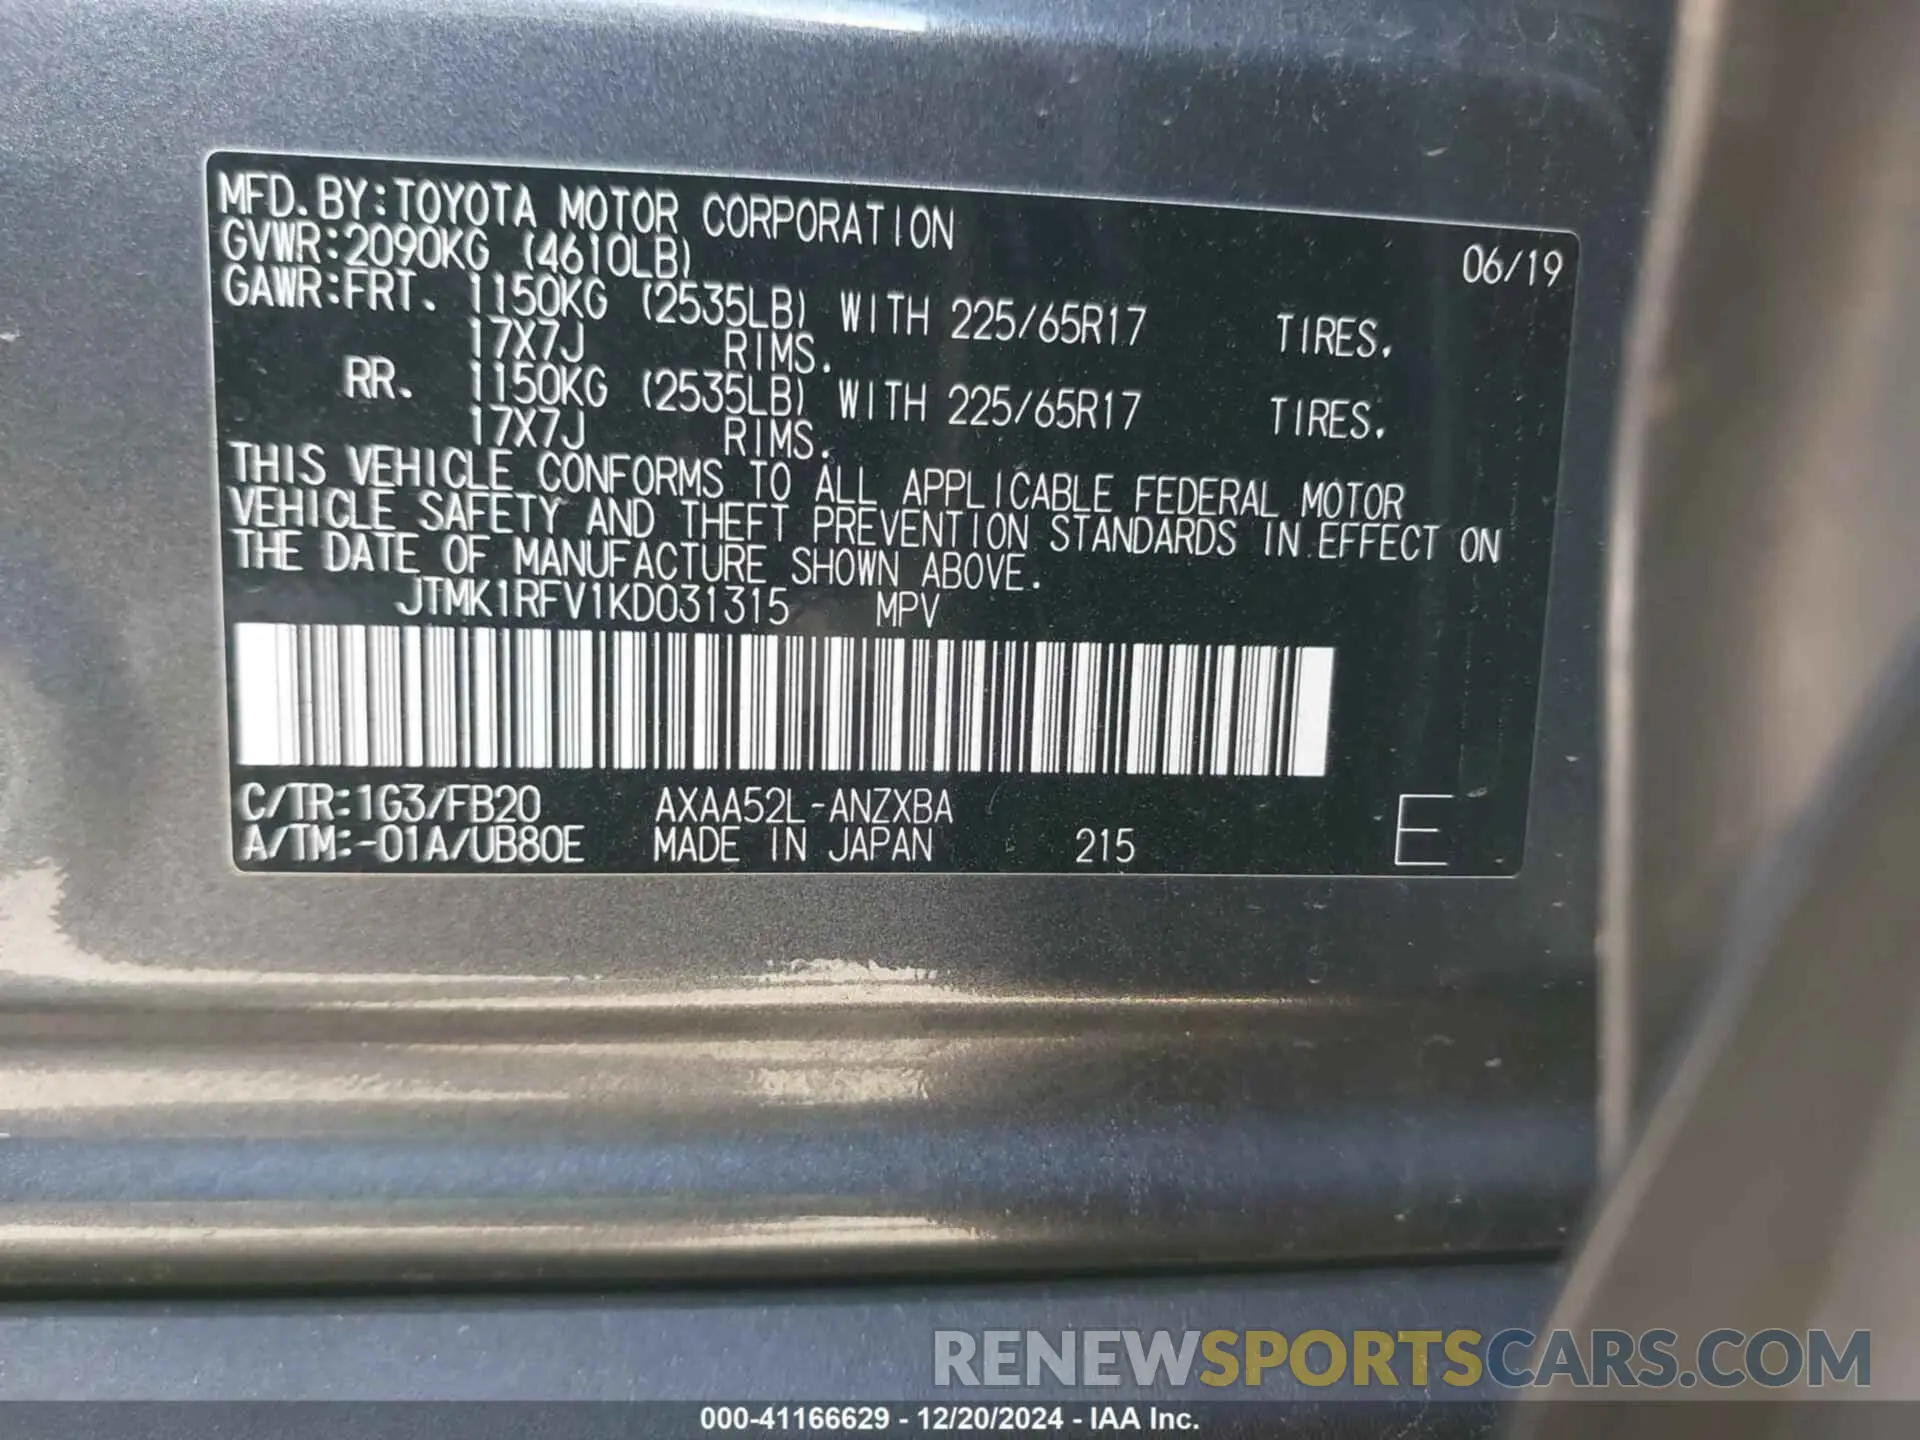 MFD. BY:TOYOTA MOTOR CORPORATION 06/19
GVWR:2090KG (4610LB)
GAWR:FRT. 1150KG (2535LB) WITH 225/65R17 TIRES.
17X7J RIMS.
RR. 1150KG (2535LB) WITH 225/65R17 TIRES.
17X7J RIMS.
THIS VEHICLE CONFORMS TO ALL APPLICABLE FEDERAL MOTOR
VEHICLE SAFETY AND THEFT PREVENTION STANDARDS IN EFFECT ON
THE DATE OF MANUFACTURE SHOWN ABOVE.
JTMK1RFV1KD031315 MPV
C/TR:1G3/FB20 AXAA52L-ANZXBA
A/TM:-01A/UB80E MADE IN JAPAN 215 E
RENEWSPORTSCARS.COM
000-41166629 - 12/20/2024 - IAA Inc.